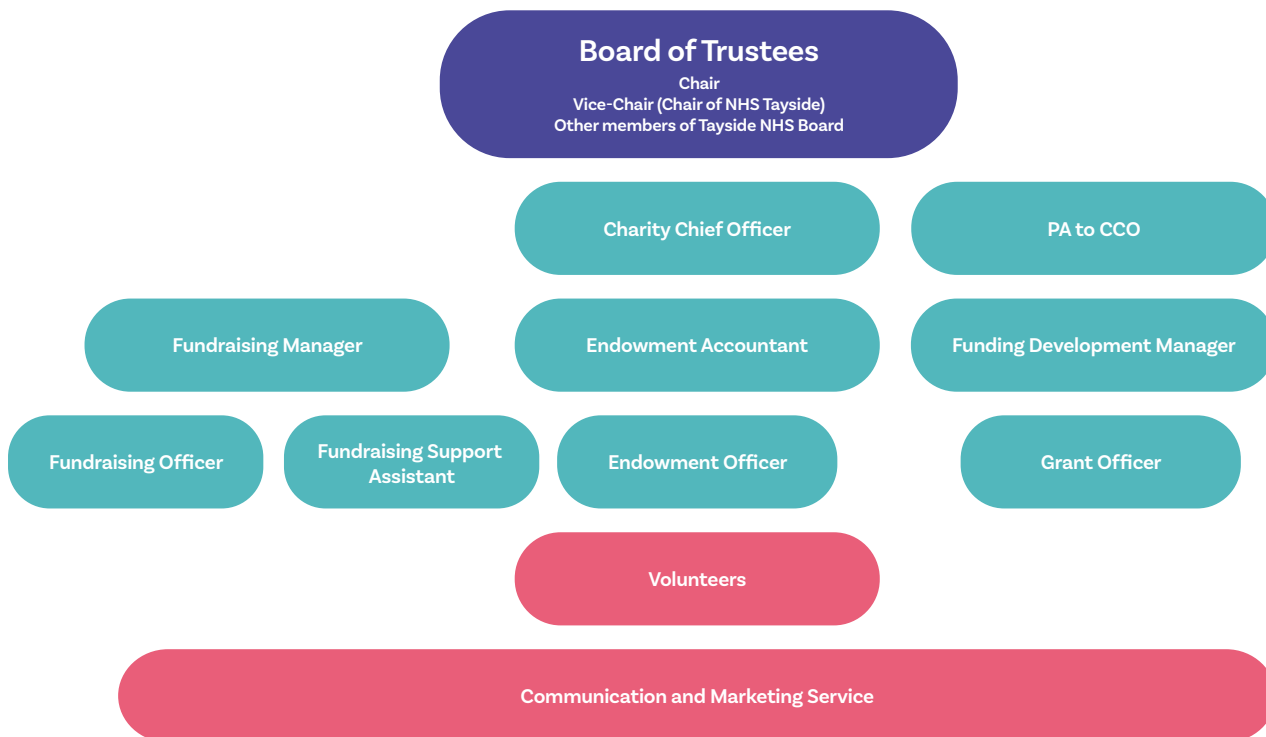 Board of Trustees
Chair
Vice-Chair (Chair of NHS Tayside)
Other members of Tayside NHS Board
Charity Chief Officer
PA to CCO
Fundraising Manager
Endowment Accountant
Funding Development Manager
Fundraising Officer
Fundraising Support
Assistant
Endowment Officer
Grant Officer
Volunteers
Communication and Marketing Service